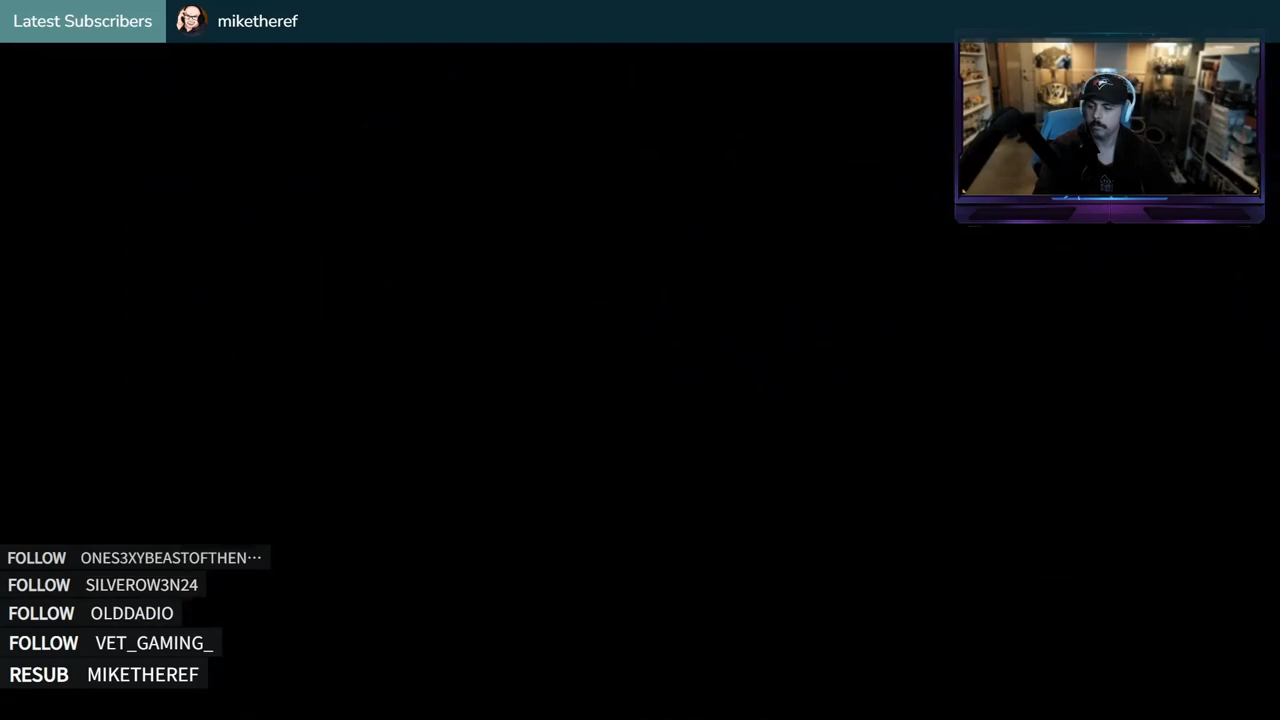 Latest Subscribers miketheref
FOLLOW ONES3XYBEASTOFTHEN…
FOLLOW SILVEROW3N24
FOLLOW OLDDADIO
FOLLOW VET_GAMING_
RESUB MIKETHEREF